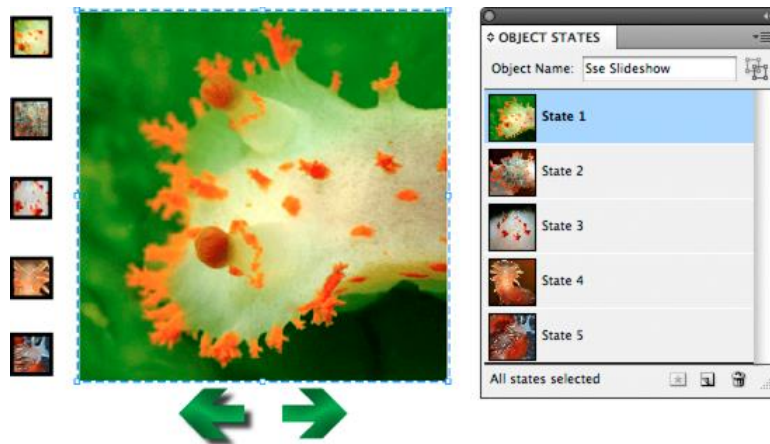 OBJECT STATES
Object Name: Sse Slideshow
State 1
State 2
State 3
State 4
State 5
All states selected